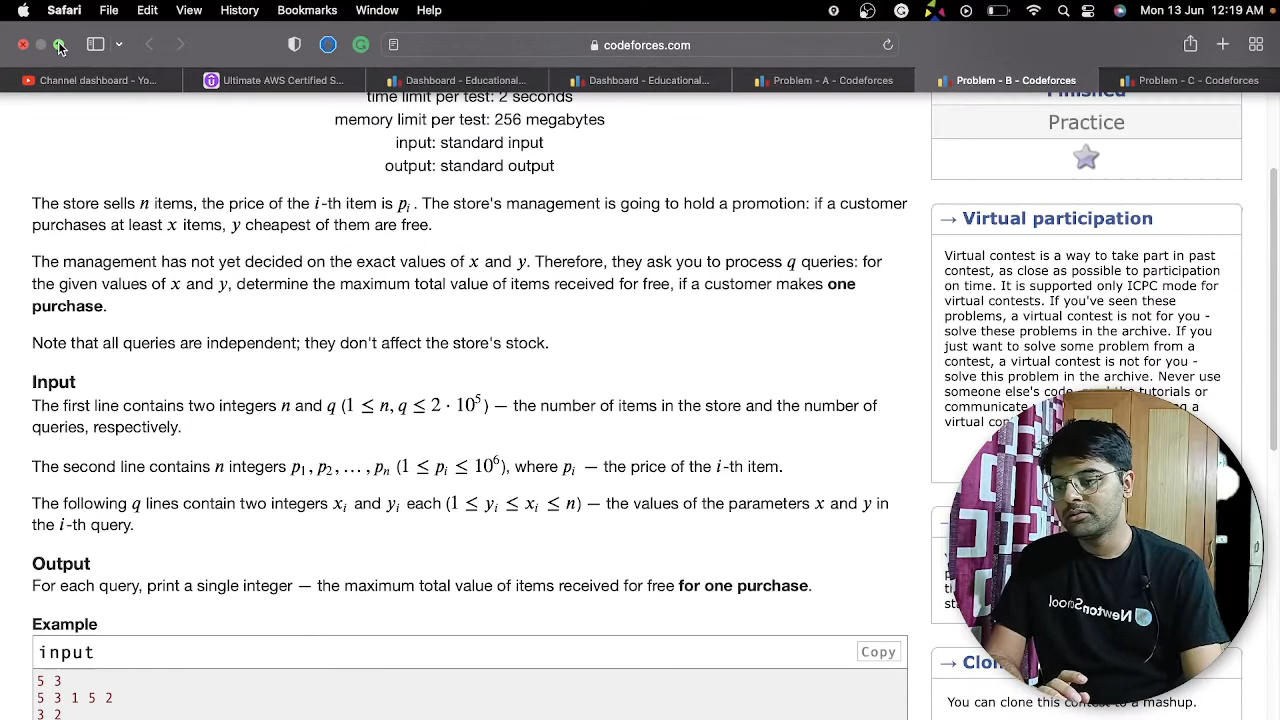 Safari File Edit View History Bookmarks Window Help Mon 13 Jun 12:19 AM
codeforces.com
Channel dashboard - Yo... Ultimate AWS Certified S... Dashboard - Educational... Dashboard - Educational... Problem - A - Codeforces Problem - B - Codeforces Problem - C - Codeforces
time limit per test: 2 seconds
memory limit per test: 256 megabytes
input: standard input
output: standard output
The store sells n items, the price of the i-th item is pᵢ. The store's management is going to hold a promotion: if a customer
purchases at least x items, y cheapest of them are free.
The management has not yet decided on the exact values of x and y. Therefore, they ask you to process q queries: for
the given values of x and y, determine the maximum total value of items received for free, if a customer makes one
purchase.
Note that all queries are independent; they don't affect the store's stock.
Input
The first line contains two integers n and q (1 ≤ n, q ≤ 2 · 10⁵) — the number of items in the store and the number of
queries, respectively.
The second line contains n integers p₁, p₂, …, pₙ (1 ≤ pᵢ ≤ 10⁶), where pᵢ — the price of the i-th item.
The following q lines contain two integers xᵢ and yᵢ each (1 ≤ yᵢ ≤ xᵢ ≤ n) — the values of the parameters x and y in
the i-th query.
Output
For each query, print a single integer — the maximum total value of items received for free for one purchase.
Example
input
Copy
5 3
5 3 1 5 2
3 2
Finished
Practice
→ Virtual participation
Virtual contest is a way to take part in past
contest, as close as possible to participation
on time. It is supported only ICPC mode for
virtual contests. If you've seen these
problems, a virtual contest is not for you -
solve these problems in the archive. If you
just want to solve some problem from a
contest, a virtual contest is not for you -
solve this problem in the archive. Never use
someone else's code, read the tutorials or
communicate
virtual
Newton School
→ Clon
You can clone this contest to a mashup.